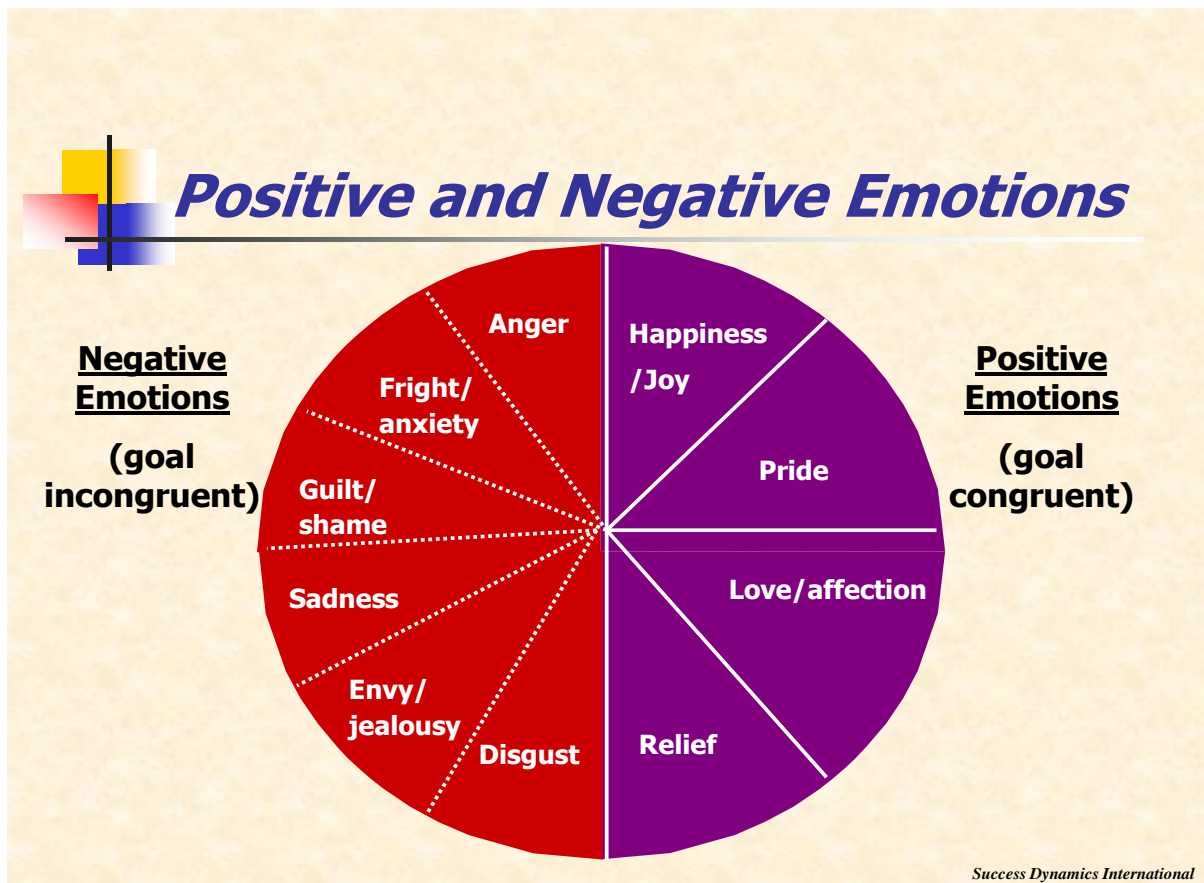 Positive and Negative Emotions
Negative
Emotions
(goal
incongruent)
Anger
Fright/
anxiety
Guilt/
shame
Sadness
Envy/
jealousy
Disgust
Happiness
/Joy
Pride
Love/affection
Relief
Positive
Emotions
(goal
congruent)
Success Dynamics International